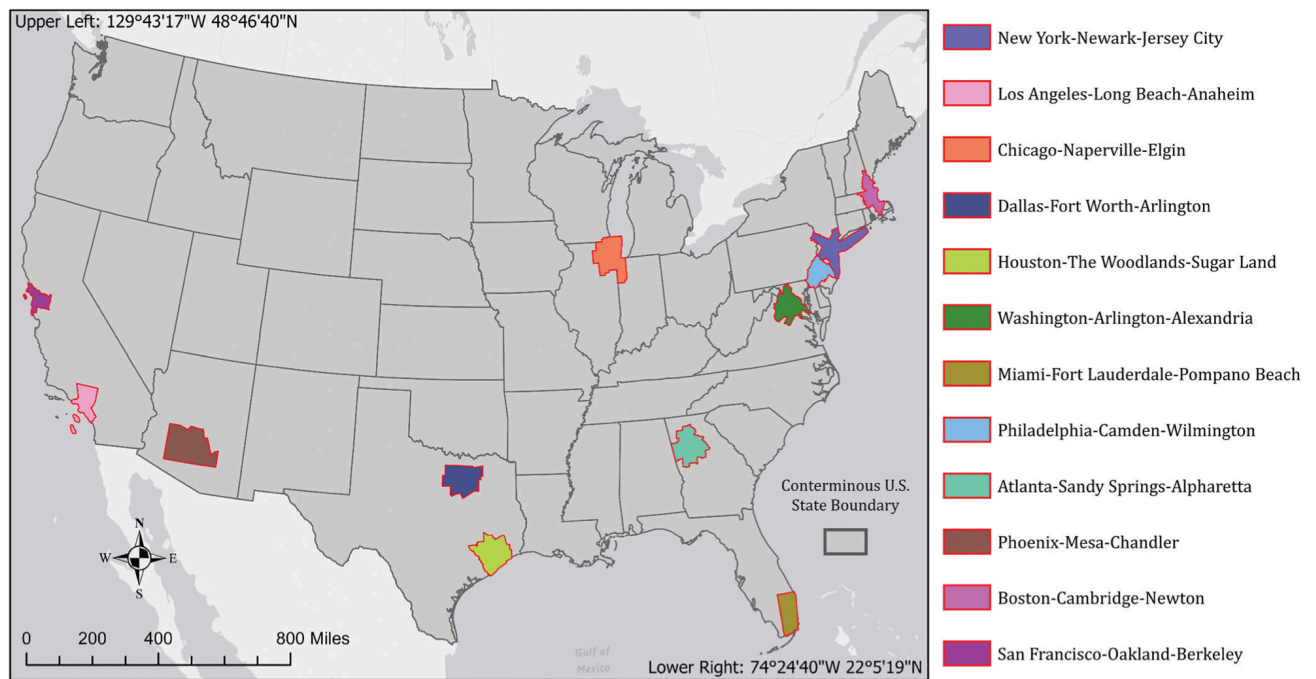 Upper Left: 129°43'17"W 48°46'40"N
New York-Newark-Jersey City
Los Angeles-Long Beach-Anaheim
Chicago-Naperville-Elgin
Dallas-Fort Worth-Arlington
Houston-The Woodlands-Sugar Land
Washington-Arlington-Alexandria
Miami-Fort Lauderdale-Pompano Beach
Philadelphia-Camden-Wilmington
Atlanta-Sandy Springs-Alpharetta
Phoenix-Mesa-Chandler
Boston-Cambridge-Newton
San Francisco-Oakland-Berkeley
Conterminous U.S.
State Boundary
N
W E
S
0 200 400 800 Miles
Gulf of
Mexico
Lower Right: 74°24'40"W 22°5'19"N